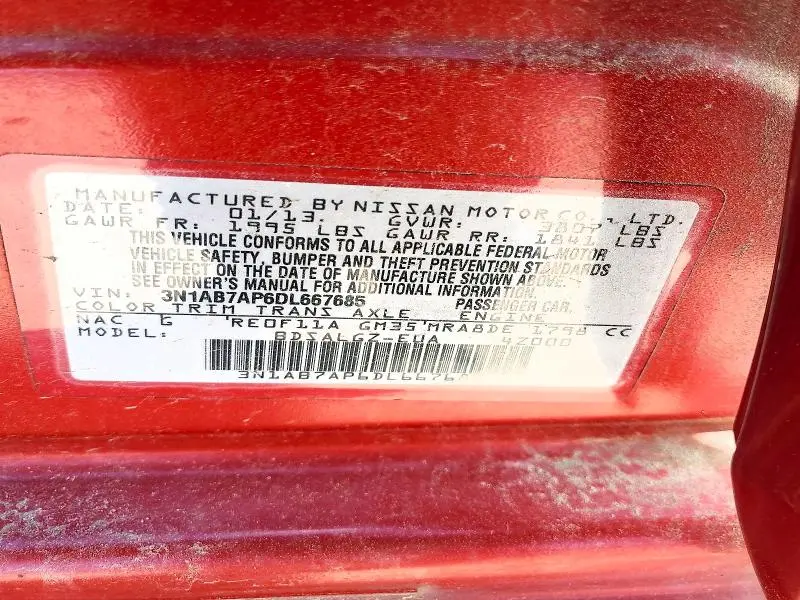 MANUFACTURED BY NISSAN MOTOR CO., LTD.
DATE: 01/13 GVWR: 3807 LBS
GAWR FR: 1995 LBS GAWR RR: 1841 LBS
THIS VEHICLE CONFORMS TO ALL APPLICABLE FEDERAL MOTOR
VEHICLE SAFETY, BUMPER AND THEFT PREVENTION STANDARDS
IN EFFECT ON THE DATE OF MANUFACTURE SHOWN ABOVE.
SEE OWNER'S MANUAL FOR ADDITIONAL INFORMATION.
VIN: 3N1AB7AP6DL667685 PASSENGER CAR
COLOR TRIM TRANS AXLE ENGINE
NAC G RE0F11A GM35 MRA8DE 1798 CC
BDSALGZ-EUA 4Z000
3N1AB7AP6DL6676